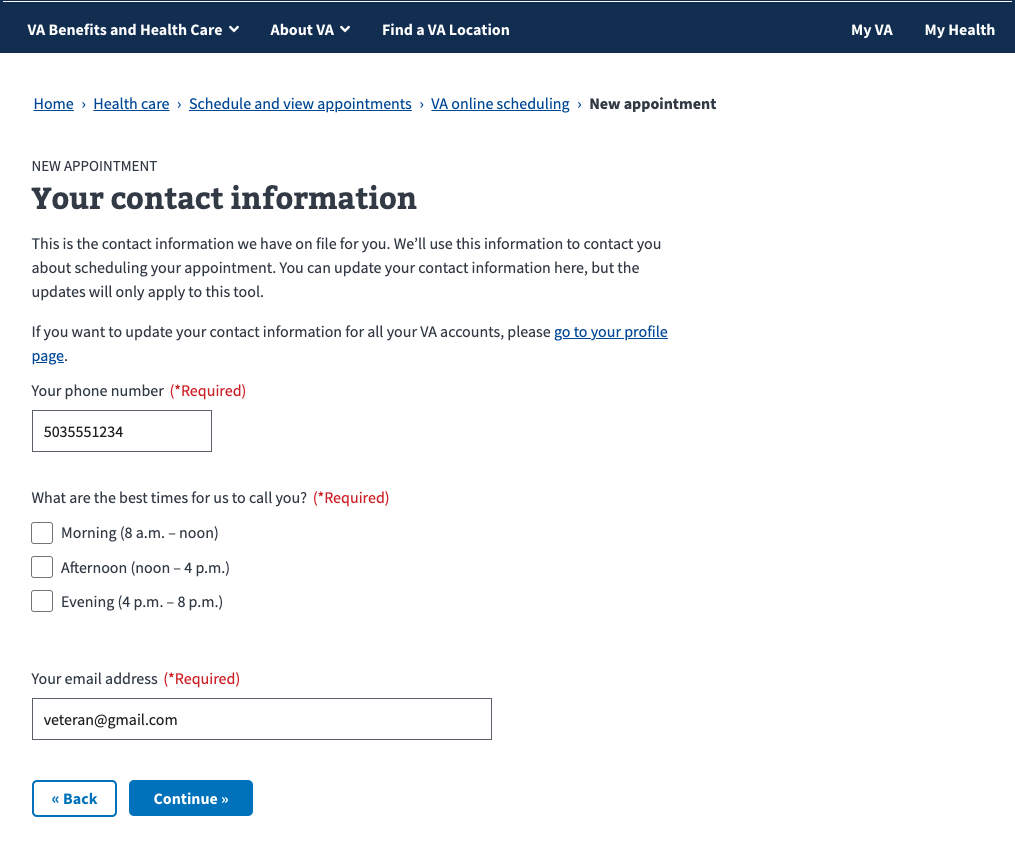 VA Benefits and Health Care About VA Find a VA Location My VA My Health
Home › Health care › Schedule and view appointments › VA online scheduling › New appointment
NEW APPOINTMENT
Your contact information
This is the contact information we have on file for you. We’ll use this information to contact you
about scheduling your appointment. You can update your contact information here, but the
updates will only apply to this tool.
If you want to update your contact information for all your VA accounts, please go to your profile
page.
Your phone number (*Required)
5035551234
What are the best times for us to call you? (*Required)
Morning (8 a.m. – noon)
Afternoon (noon – 4 p.m.)
Evening (4 p.m. – 8 p.m.)
Your email address (*Required)
veteran@gmail.com
« Back Continue »